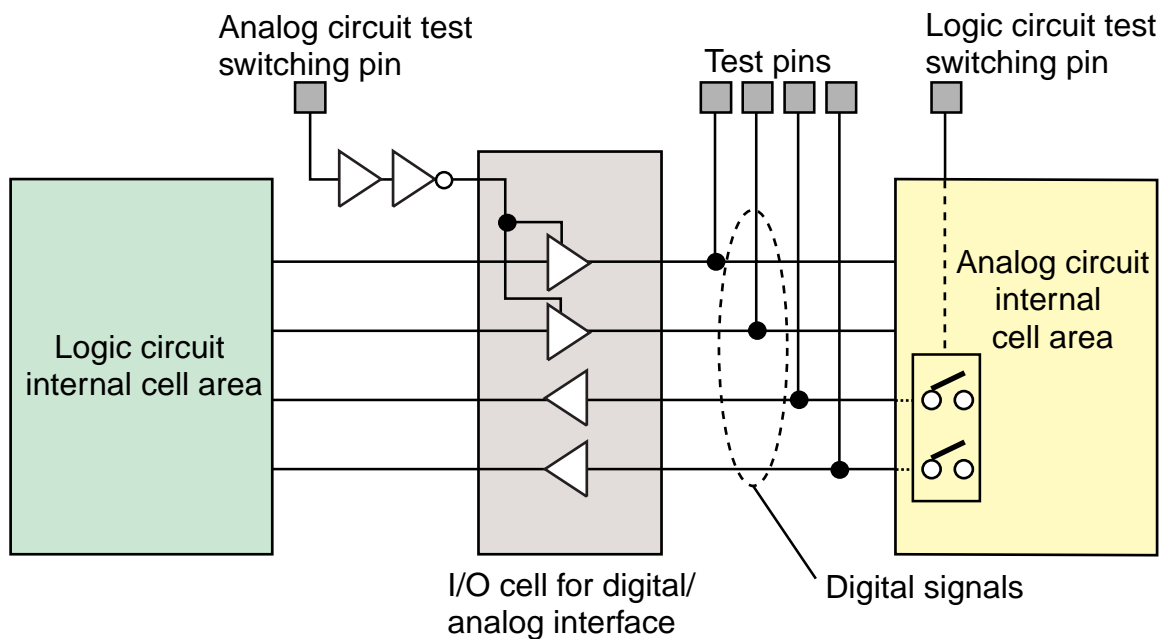 Analog circuit test
switching pin
Test pins
Logic circuit test
switching pin
Logic circuit
internal cell area
Analog circuit
internal
cell area
I/O cell for digital/
analog interface
Digital signals